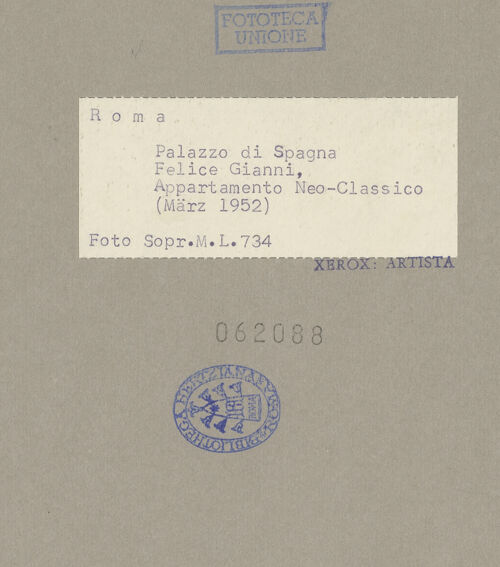 FOTOTECA
UNIONE
Roma
Palazzo di Spagna
Felice Gianni,
Appartamento Neo-Classico
(März 1952)
Foto Sopr.M.L.734
XEROX: ARTISTA
062088